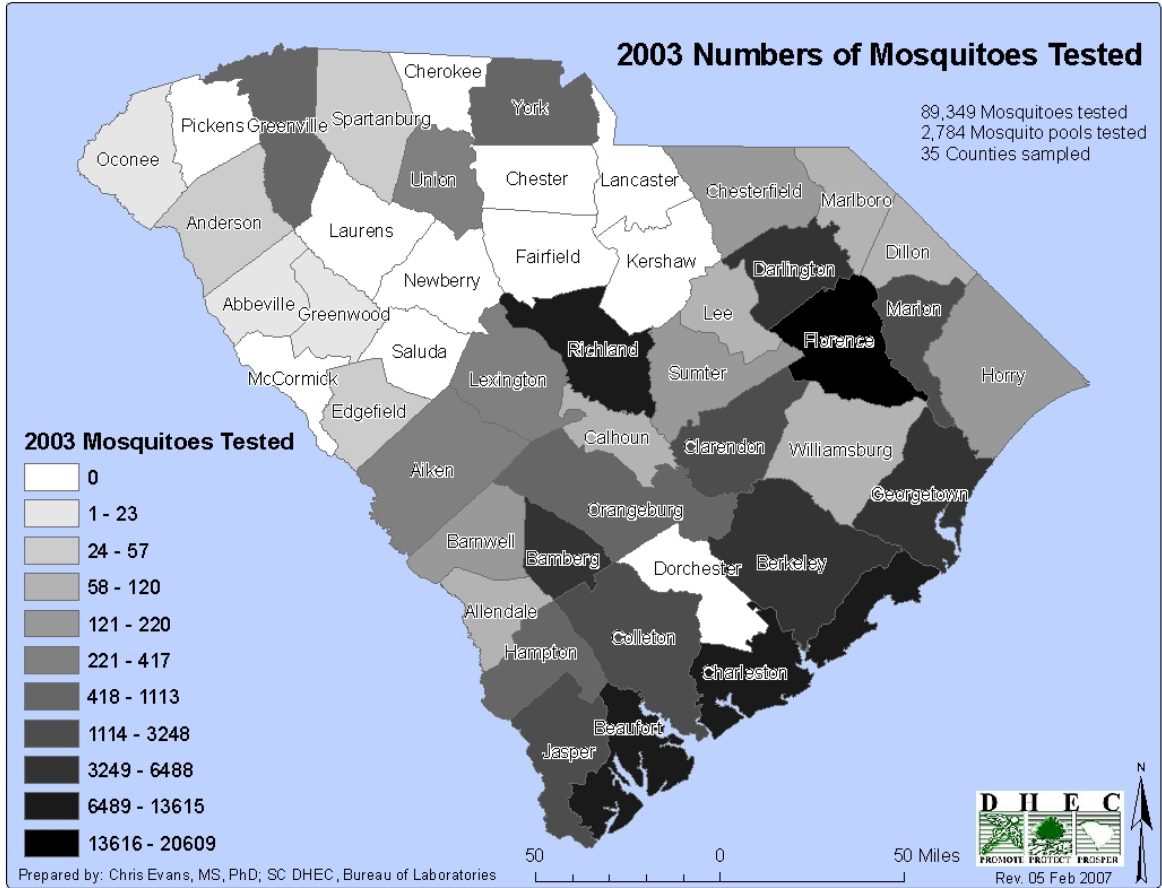 2003 Numbers of Mosquitoes Tested
89,349 Mosquitoes tested
2,784 Mosquito pools tested
35 Counties sampled
Cherokee
York
Pickens
Greenville
Spartanburg
Oconee
Union
Chester
Lancaster
Chesterfield
Marlboro
Anderson
Laurens
Fairfield
Kershaw
Darlington
Dillon
Newberry
Abbeville
Greenwood
Lee
Marion
Saluda
Richland
Florence
McCormick
Lexington
Sumter
Horry
Edgefield
Calhoun
Clarendon
Williamsburg
Aiken
Georgetown
Orangeburg
Barnwell
Bamberg
Dorchester
Berkeley
Allendale
Hampton
Colleton
Charleston
Beaufort
Jasper
2003 Mosquitoes Tested
0
1 - 23
24 - 57
58 - 120
121 - 220
221 - 417
418 - 1113
1114 - 3248
3249 - 6488
6489 - 13615
13616 - 20609
Prepared by: Chris Evans, MS, PhD; SC DHEC, Bureau of Laboratories
50 0 50 Miles
N
D H E C
PROMOTE PROTECT PROSPER
Rev. 05 Feb 2007